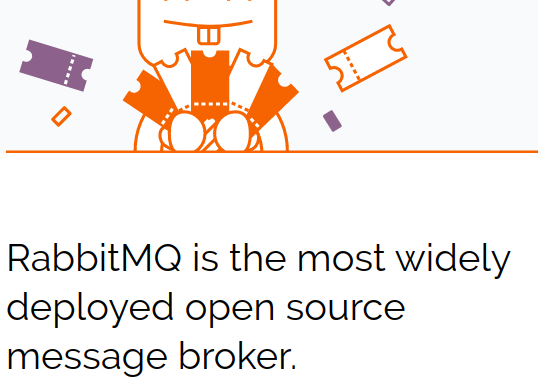 RabbitMQ is the most widely
deployed open source
message broker.